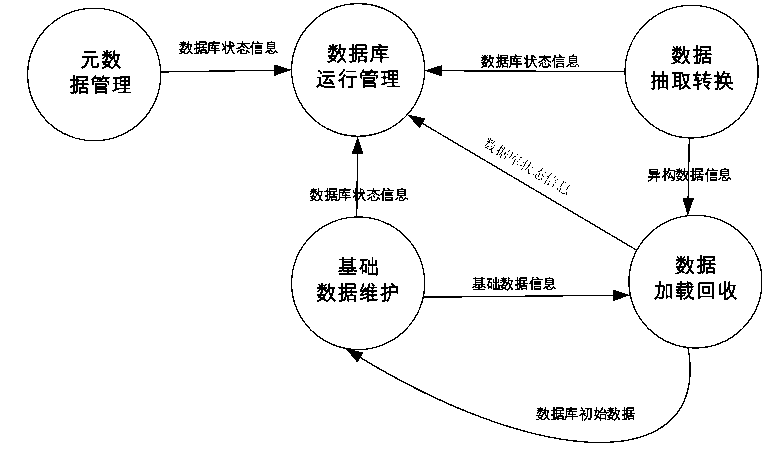 元数
据管理
数据库状态信息
数据库
运行管理
数据库状态信息
数据
抽取转换
数据库状态信息
异构数据信息
数据库状态信息
基础
数据维护
基础数据信息
数据
加载回收
数据库初始数据